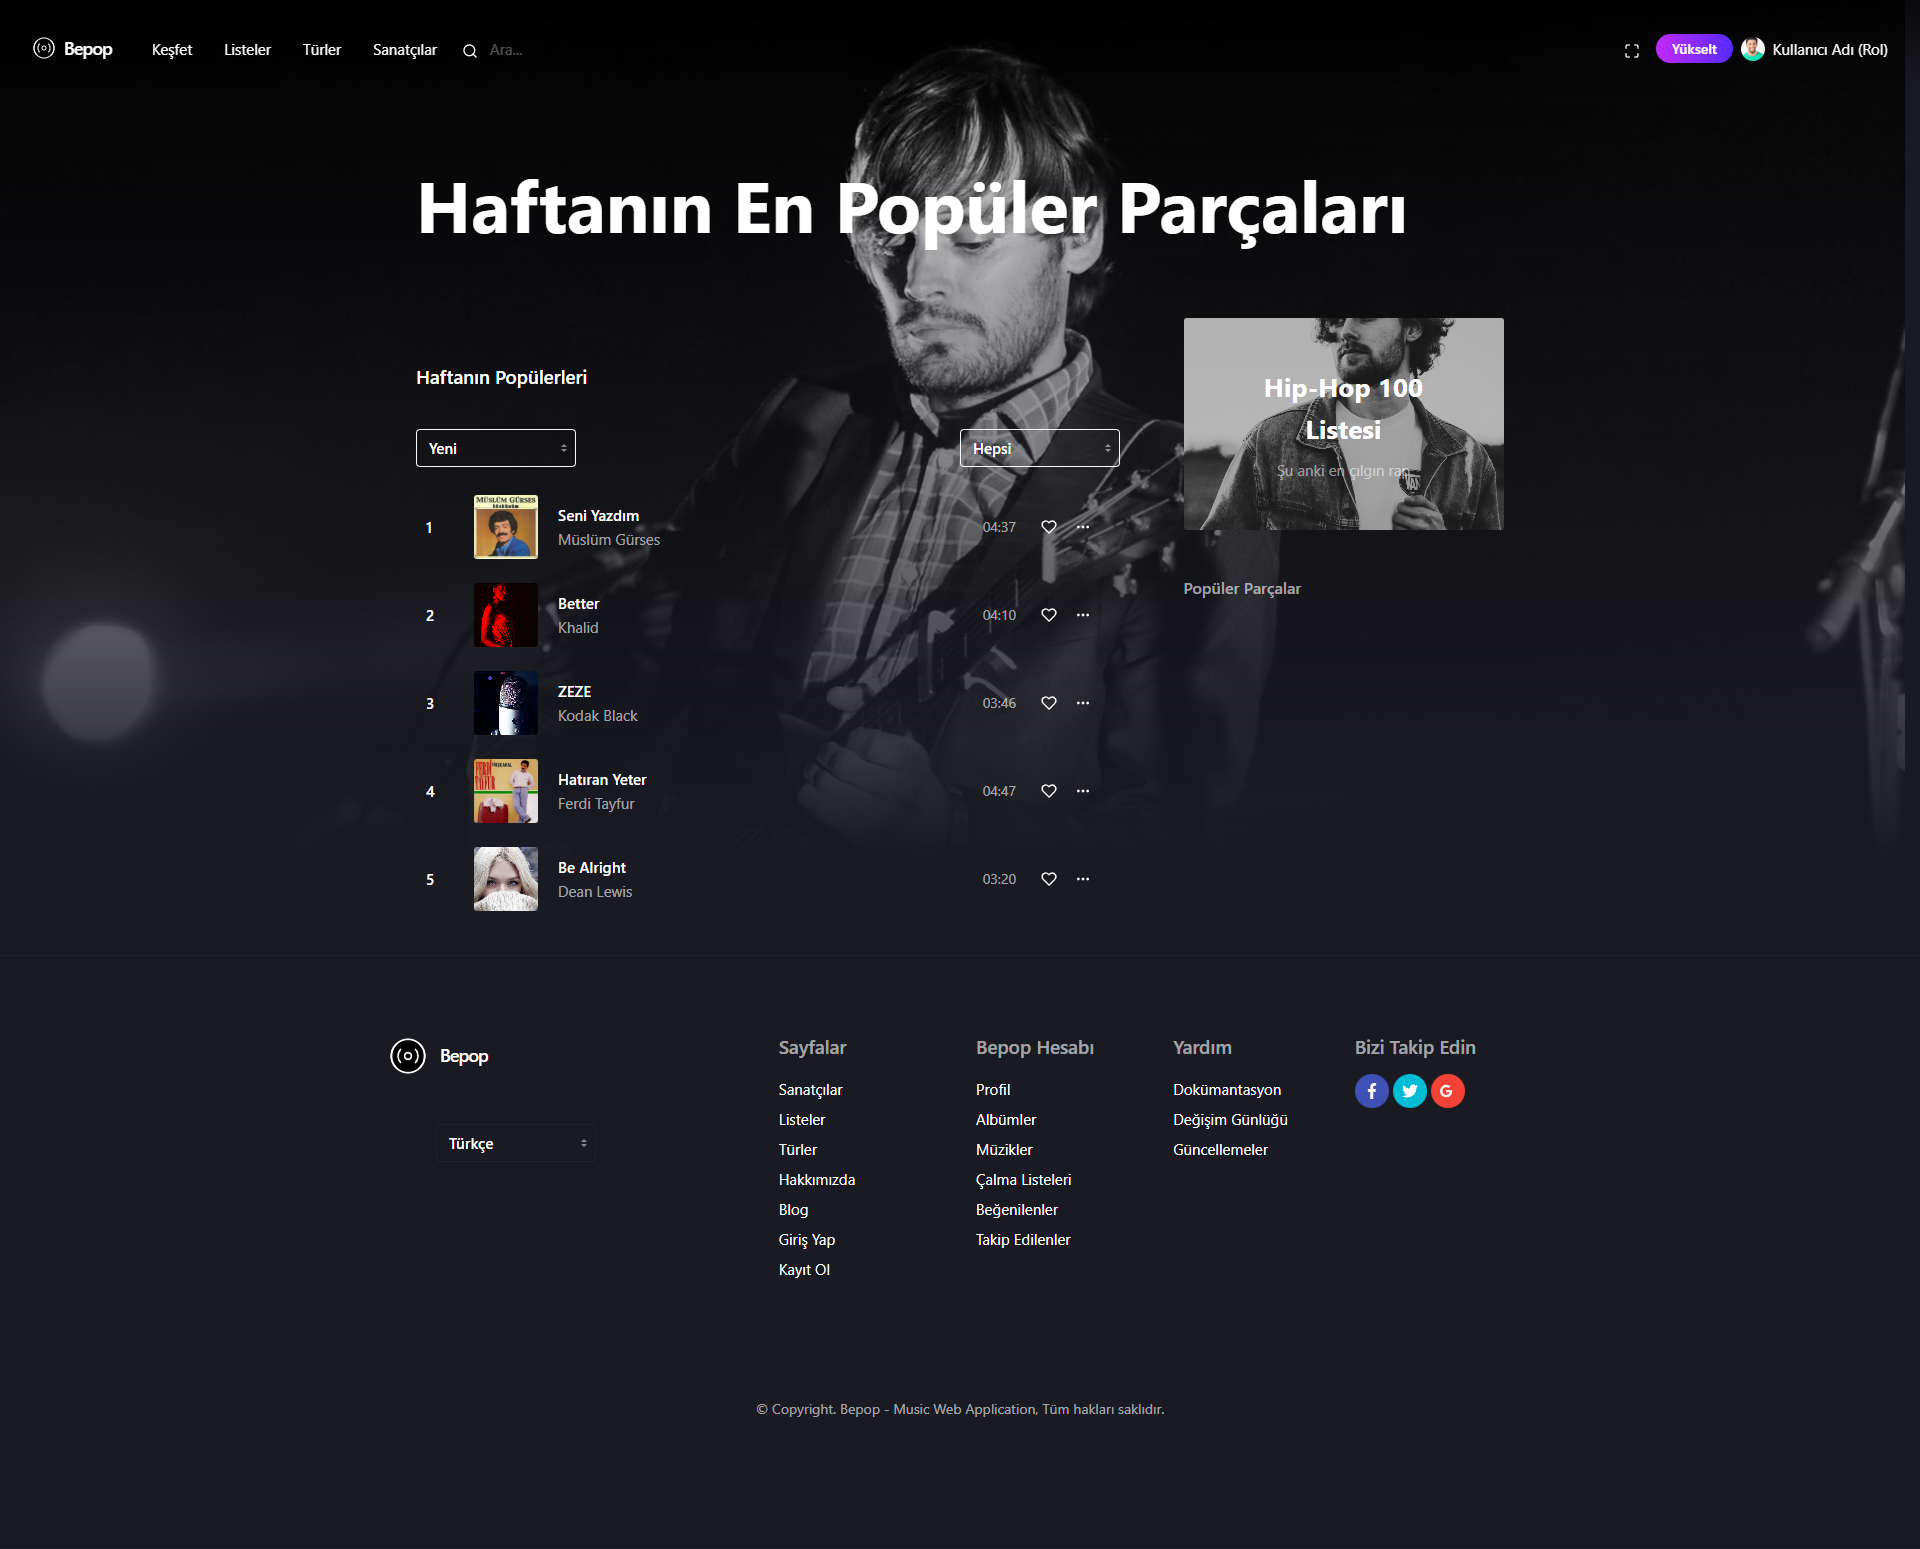 Bepop
Keşfet
Listeler
Türler
Sanatçılar
Ara...
Yükselt
Kullanıcı Adı (Rol)
Haftanın En Popüler Parçaları
Haftanın Popülerleri
Yeni
Hepsi
1
MÜSLÜM GÜRSES
Seni Yazdım
Müslüm Gürses
04:37
2
Better
Khalid
04:10
3
ZEZE
Kodak Black
03:46
4
FERDİ
TAYFUR
Hatıran Yeter
Ferdi Tayfur
04:47
5
Be Alright
Dean Lewis
03:20
Hip-Hop 100
Listesi
Şu anki en çılgın rap
Popüler Parçalar
Bepop
Türkçe
Sayfalar
Sanatçılar
Listeler
Türler
Hakkımızda
Blog
Giriş Yap
Kayıt Ol
Bepop Hesabı
Profil
Albümler
Müzikler
Çalma Listeleri
Beğenilenler
Takip Edilenler
Yardım
Dokümantasyon
Değişim Günlüğü
Güncellemeler
Bizi Takip Edin
© Copyright. Bepop - Music Web Application, Tüm hakları saklıdır.